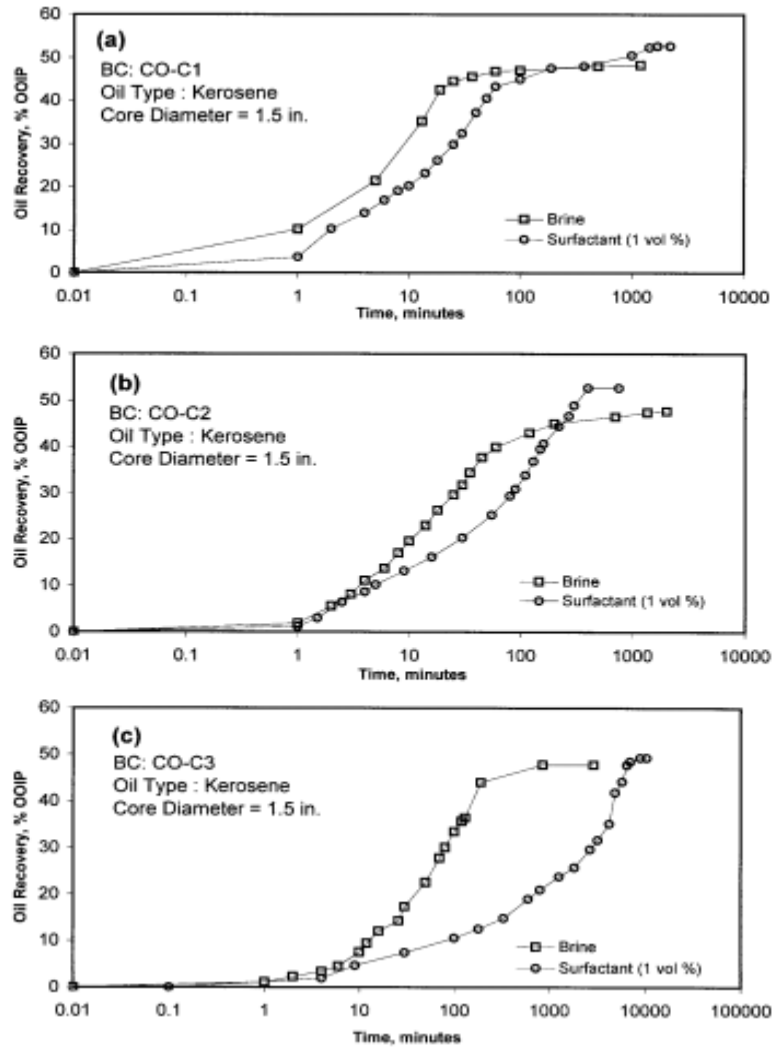 60
50
40
30
20
10
0
Oil Recovery, % OOIP
(a)
BC: CO-C1
Oil Type : Kerosene
Core Diameter = 1.5 in.
Brine
Surfactant (1 vol %)
0.01 0.1 1 10 100 1000 10000
Time, minutes
60
50
40
30
20
10
0
Oil Recovery, % OOIP
(b)
BC: CO-C2
Oil Type : Kerosene
Core Diameter = 1.5 in.
Brine
Surfactant (1 vol %)
0.01 0.1 1 10 100 1000 10000
Time, minutes
60
50
40
30
20
10
0
Oil Recovery, % OOIP
(c)
BC: CO-C3
Oil Type : Kerosene
Core Diameter = 1.5 in.
Brine
Surfactant (1 vol %)
0.01 0.1 1 10 100 1000 10000 100000
Time, minutes